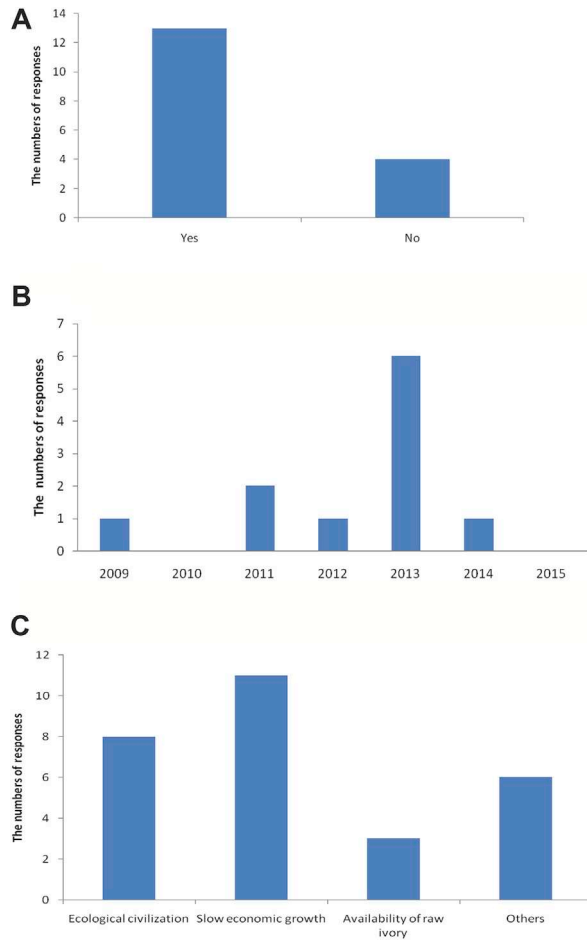 A
The numbers of responses
14
12
10
8
6
4
2
0
Yes No
B
The numbers of responses
7
6
5
4
3
2
1
0
2009 2010 2011 2012 2013 2014 2015
C
The numbers of responses
12
10
8
6
4
2
0
Ecological civilization Slow economic growth Availability of raw ivory Others